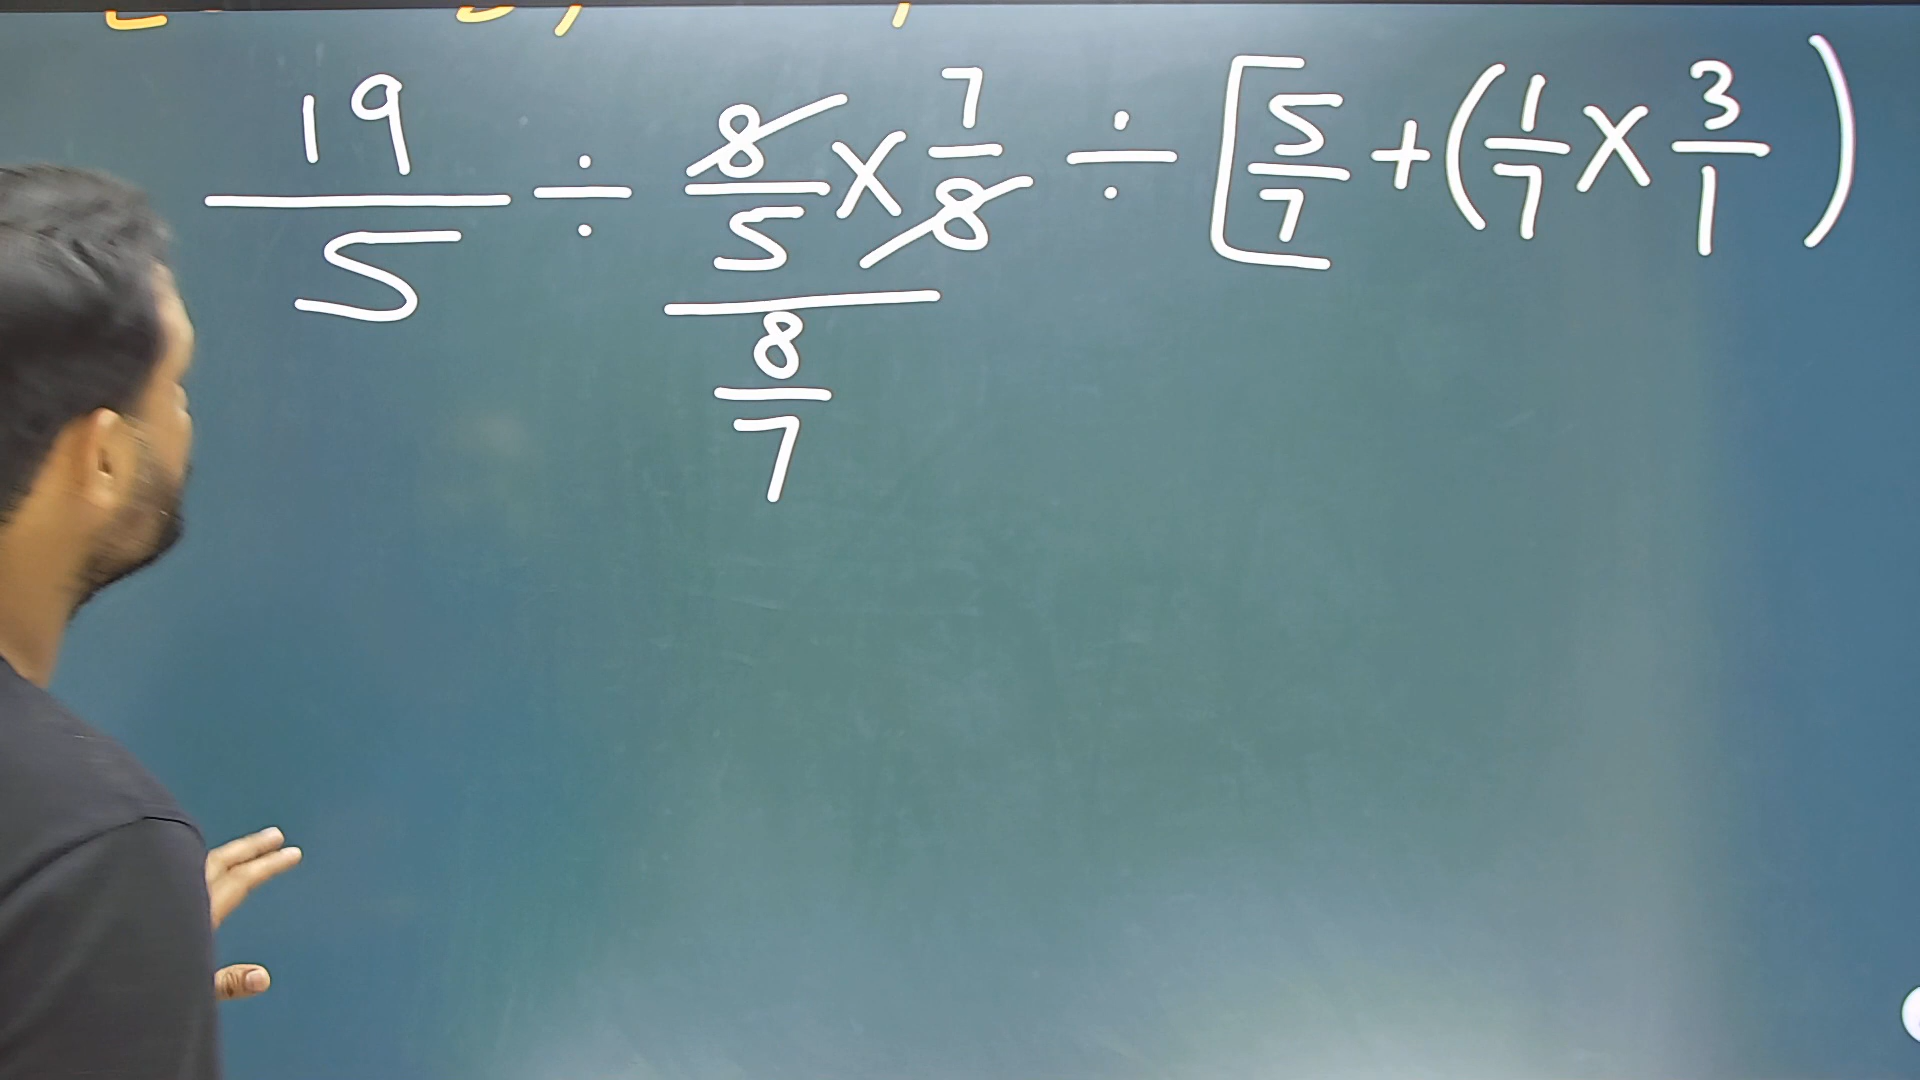 19/5 ÷ (8/5 × 7/8)/(8/7) ÷ [5/7 + (1/7 × 3/1)